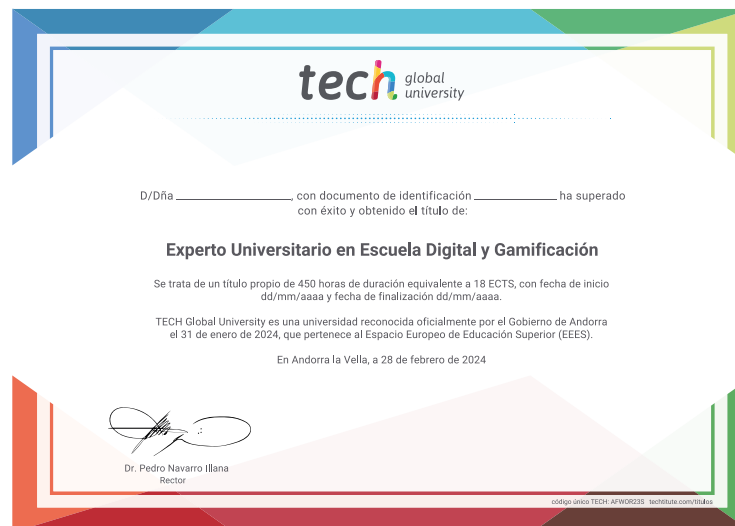 tech global university
D/Dña ____________________, con documento de identificación ______________ ha superado
con éxito y obtenido el título de:
Experto Universitario en Escuela Digital y Gamificación
Se trata de un título propio de 450 horas de duración equivalente a 18 ECTS, con fecha de inicio
dd/mm/aaaa y fecha de finalización dd/mm/aaaa.
TECH Global University es una universidad reconocida oficialmente por el Gobierno de Andorra
el 31 de enero de 2024, que pertenece al Espacio Europeo de Educación Superior (EEES).
En Andorra la Vella, a 28 de febrero de 2024
Dr. Pedro Navarro Illana
Rector
código único TECH: AFWOR23S techtitute.com/titulos